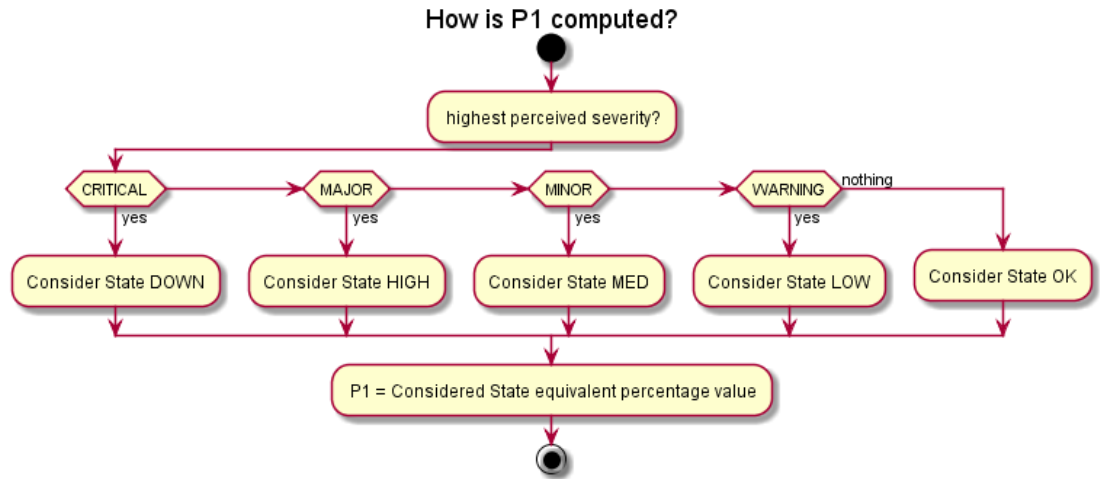 How is P1 computed?
highest perceived severity?
CRITICAL
MAJOR
MINOR
WARNING
nothing
yes
yes
yes
yes
Consider State DOWN
Consider State HIGH
Consider State MED
Consider State LOW
Consider State OK
P1 = Considered State equivalent percentage value